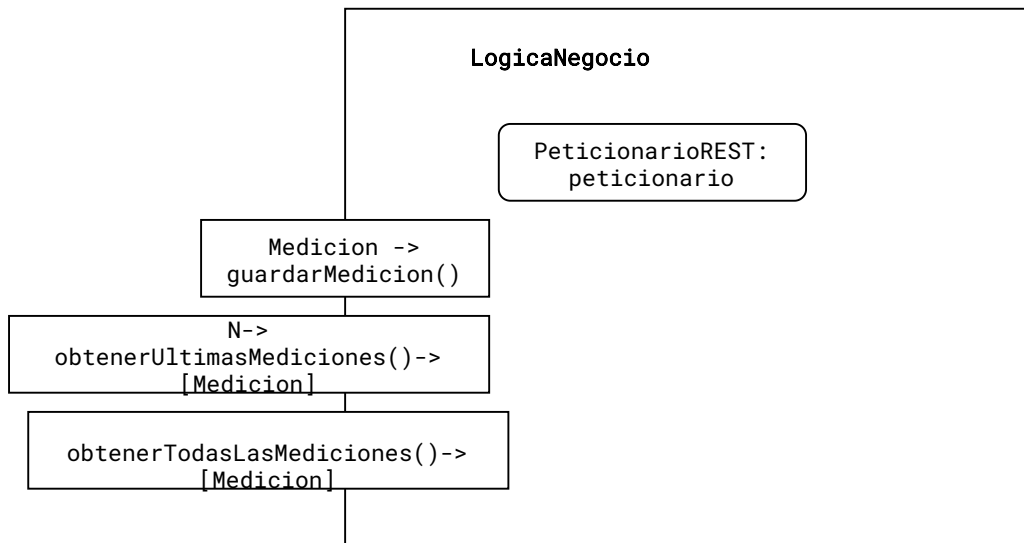 LogicaNegocio
PeticionarioREST:
peticionario
Medicion ->
guardarMedicion()
N->
obtenerUltimasMediciones()->
[Medicion]
obtenerTodasLasMediciones()->
[Medicion]